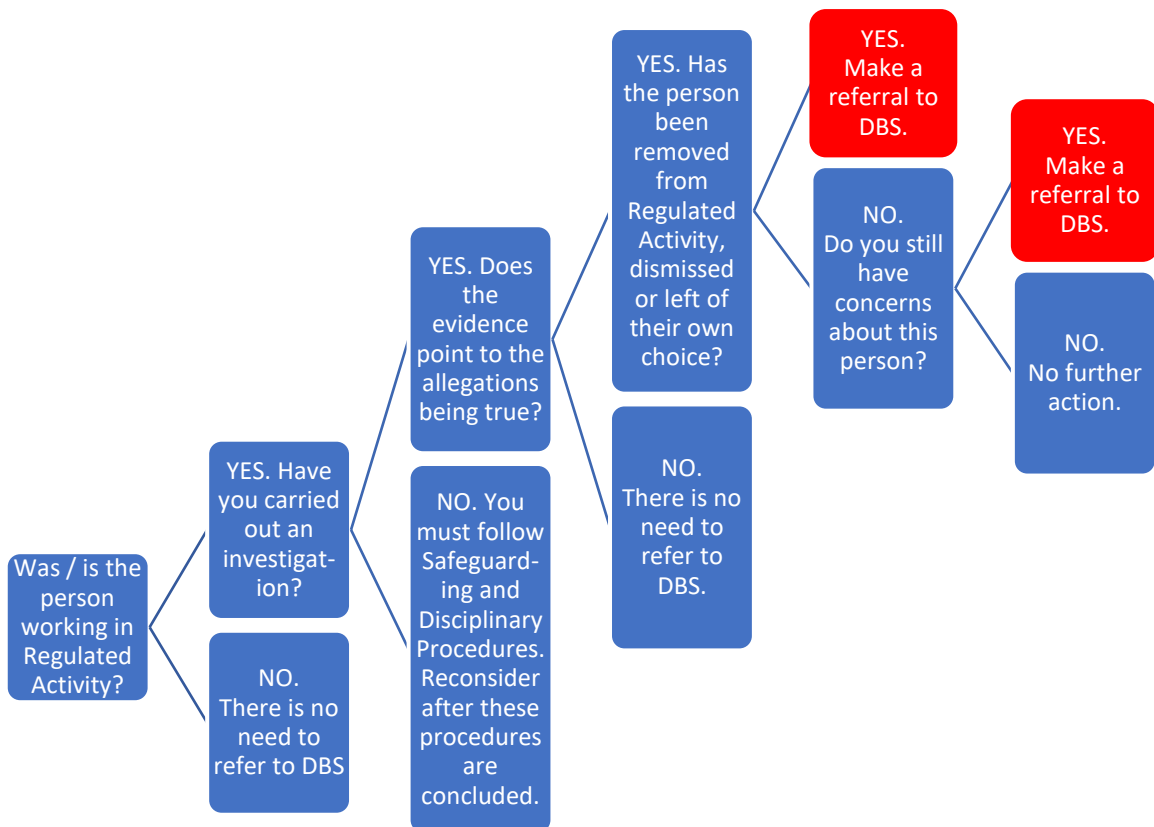 Was / is the
person
working in
Regulated
Activity?
YES. Have
you carried
out an
investigat-
ion?
NO.
There is no
need to
refer to DBS
YES. Does
the
evidence
point to the
allegations
being true?
NO. You
must follow
Safeguard-
ing and
Disciplinary
Procedures.
Reconsider
after these
procedures
are
concluded.
YES. Has
the person
been
removed
from
Regulated
Activity,
dismissed
or left of
their own
choice?
NO.
There is no
need to
refer to
DBS.
YES.
Make a
referral to
DBS.
NO.
Do you still
have
concerns
about this
person?
YES.
Make a
referral to
DBS.
NO.
No further
action.